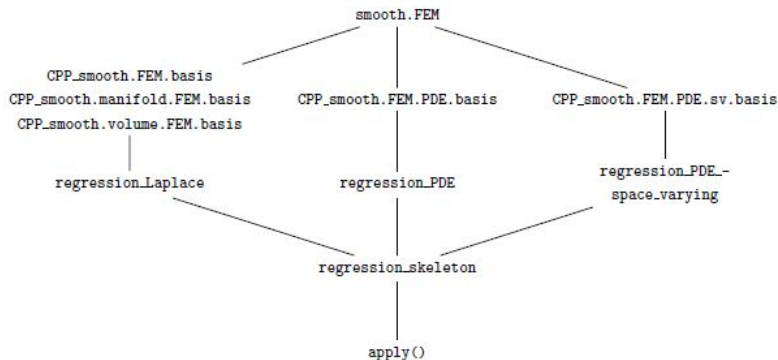 smooth.FEM
CPP_smooth.FEM.basis
CPP_smooth.manifold.FEM.basis
CPP_smooth.volume.FEM.basis
CPP_smooth.FEM.PDE.basis
CPP_smooth.FEM.PDE.sv.basis
regression_Laplace
regression_PDE
regression_PDE_-
space_varying
regression_skeleton
apply()